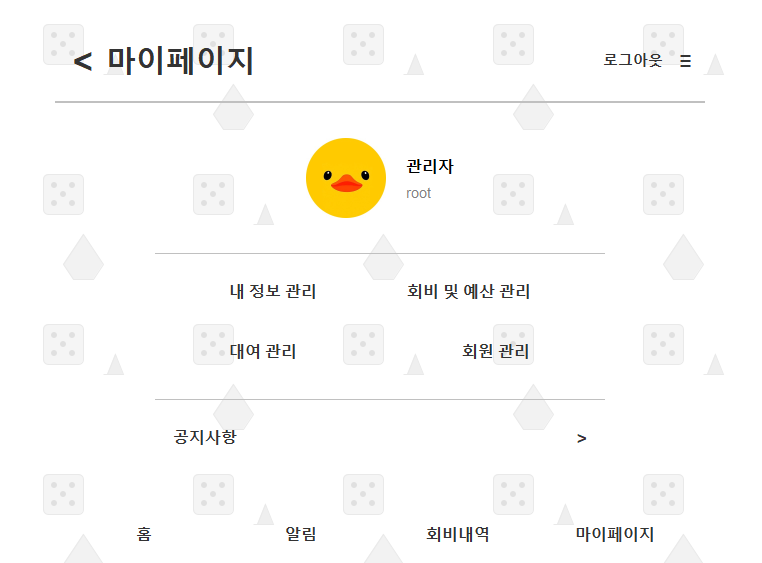 < 마이페이지 로그아웃 ☰
관리자
root
내 정보 관리 회비 및 예산 관리
대여 관리 회원 관리
공지사항 >
홈 알림 회비내역 마이페이지